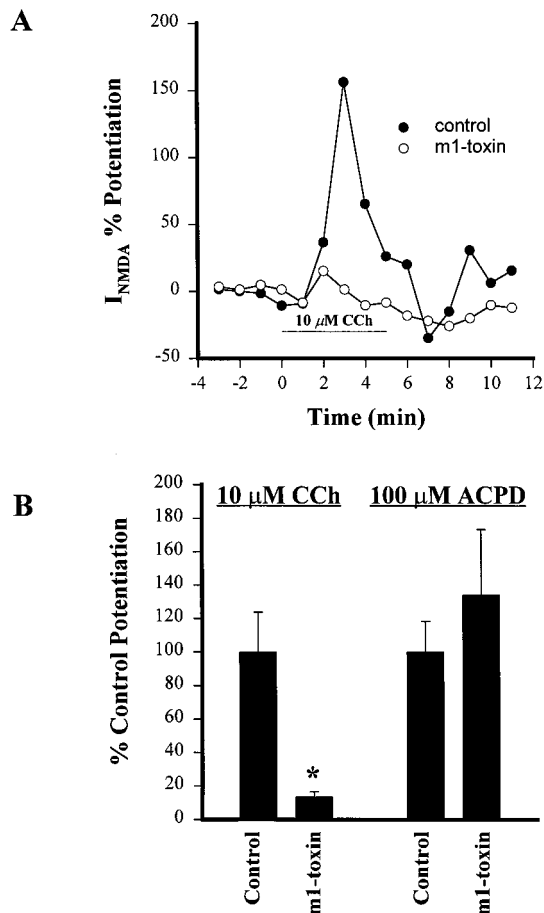 A
200
150
100
50
0
-50
I_NMDA % Potentiation
control
m1-toxin
10 μM CCh
-4 -2 0 2 4 6 8 10 12
Time (min)
B
200
180
160
140
120
100
80
60
40
20
0
% Control Potentiation
10 μM CCh
100 μM ACPD
*
Control
m1-toxin
Control
m1-toxin